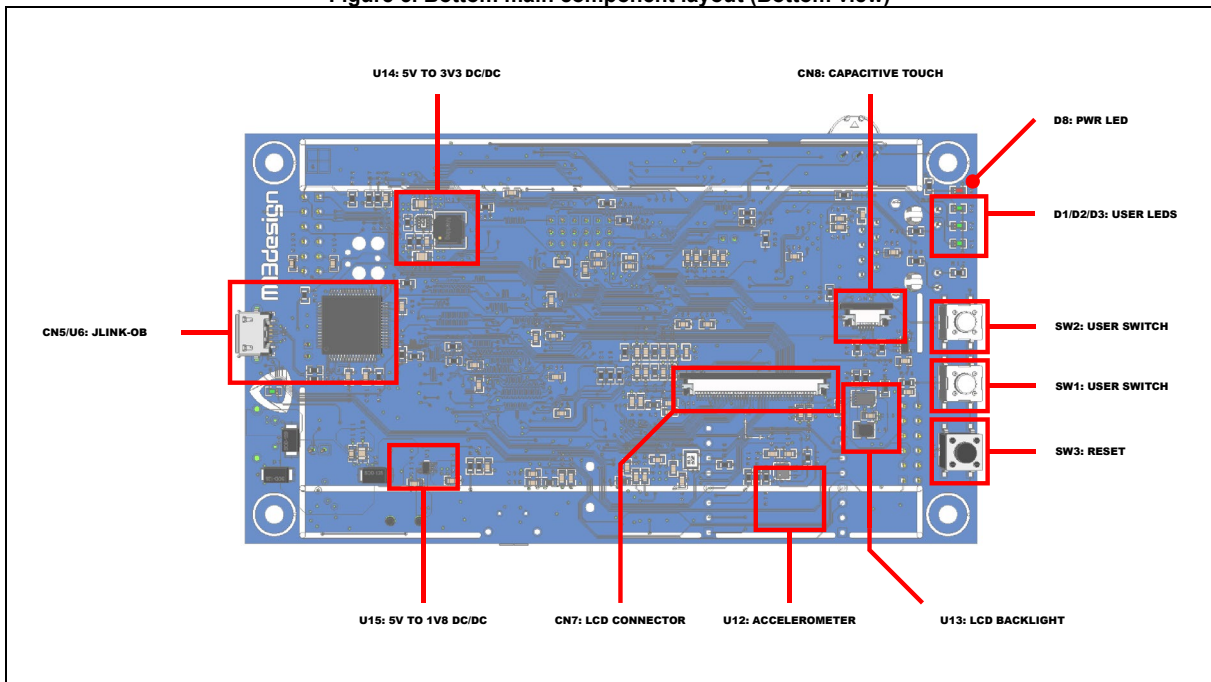 Figure 3. Bottom main component layout (Bottom view)
U14: 5V TO 3V3 DC/DC
CN8: CAPACITIVE TOUCH
D8: PWR LED
D1/D2/D3: USER LEDS
m3design
CN5/U6: JLINK-OB
SW2: USER SWITCH
SW1: USER SWITCH
SW3: RESET
U15: 5V TO 1V8 DC/DC
CN7: LCD CONNECTOR
U12: ACCELEROMETER
U13: LCD BACKLIGHT